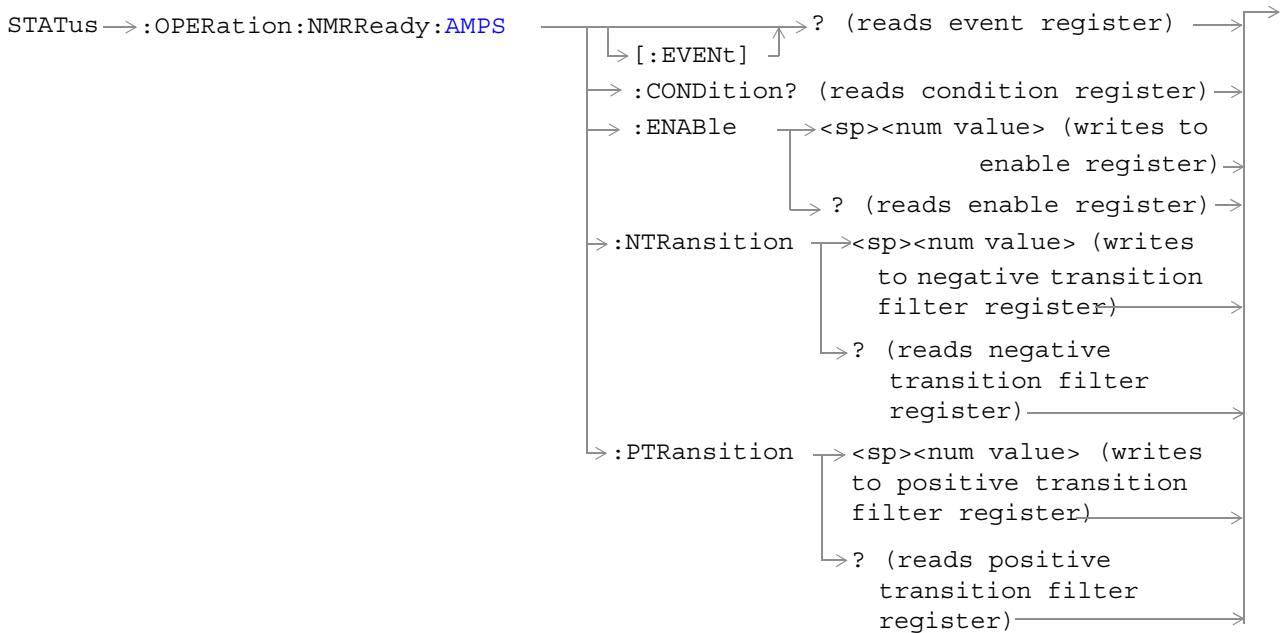 STATus :OPERation:NMRReady:AMPS ? (reads event register)
[:EVENt]
:CONDition? (reads condition register)
:ENABle <sp><num value> (writes to
enable register)
? (reads enable register)
:NTRansition <sp><num value> (writes
to negative transition
filter register)
? (reads negative
transition filter
register)
:PTRansition <sp><num value> (writes
to positive transition
filter register)
? (reads positive
transition filter
register)